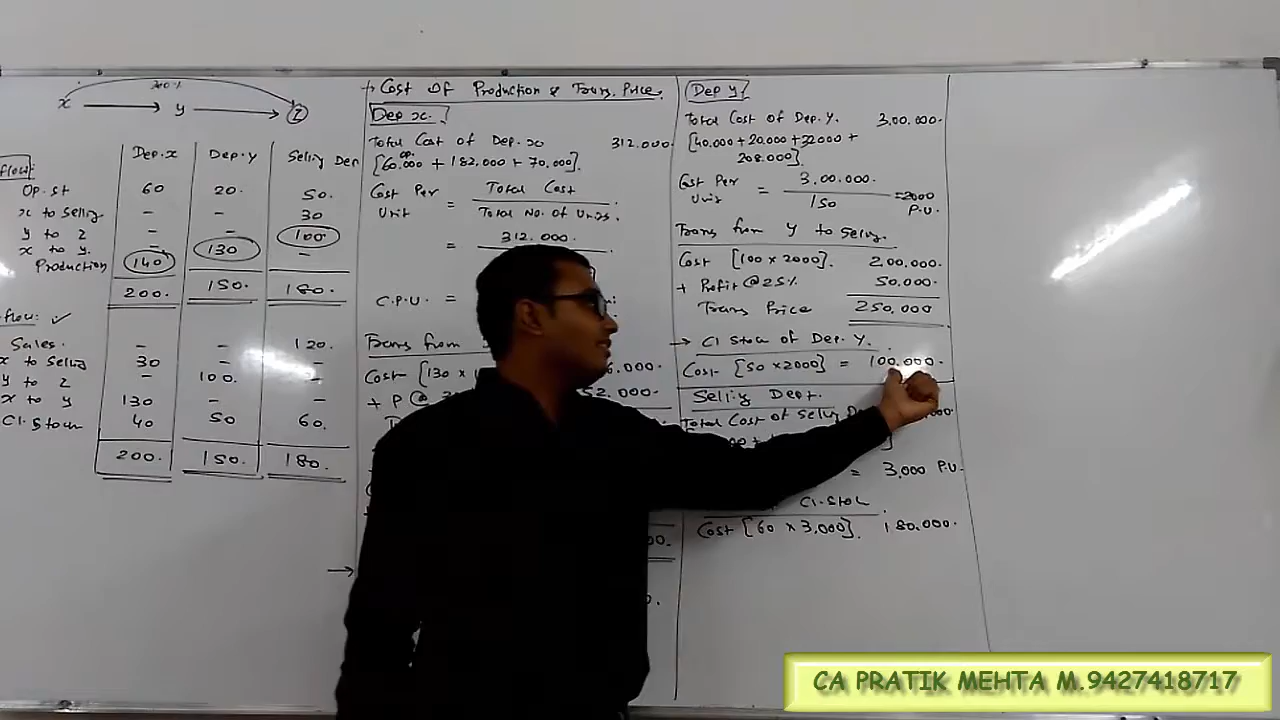 200%
x → y → Z
Dep.x Dep.y Selling Dep
flow:
Op. st 60 20. 50.
x to selling - - 30
y to z - - 100
x to y. - 130 -
Production 140
200. 150. 180.
flow: ✓
Sales. - - 120.
x to selling 30 - -
y to z - 100. -
x to y 130 - -
Cl. Stock 40 50 60.
200. 150. 180.
→ Cost Of Production & Trans. Price.
Dep x.
Total Cost of Dep. x 312.000.
op.
[60.000 + 182.000 + 70.000].
Cost Per Unit = Total Cost
Total No. of Units.
= 312.000.
C.P.U. =
Trans from
Cost [130 x 6.000.
+ P @ 52.000.
00.
→
Dep y
Total Cost of Dep. y. 3,00.000.
[40.000 + 20.000 + 32000 +
208.000].
Cost Per Unit = 3,00.000. =2000 P.U.
150
Trans from y to selling.
Cost [100 x 2000]. 200.000.
+ Profit @ 25% 50.000.
Trans Price 250.000
→ Cl Stock of Dep. y.
Cost [50 x 2000] = 100.000.
Selling Dept.
Total Cost of Selling
= 3,000 P.U.
Cl. Stock
Cost [60 x 3,000]. 180.000.
CA PRATIK MEHTA M.9427418717